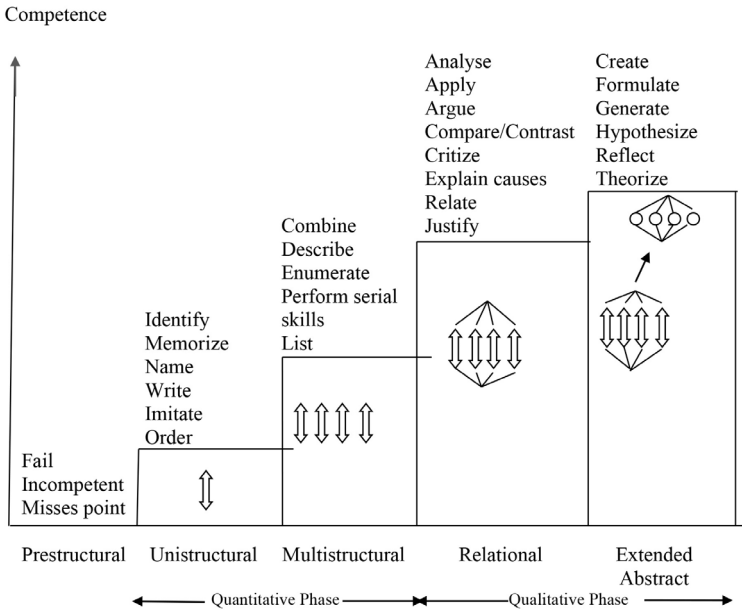 Competence
Analyse
Apply
Argue
Compare/Contrast
Critize
Explain causes
Relate
Justify
Create
Formulate
Generate
Hypothesize
Reflect
Theorize
Combine
Describe
Enumerate
Perform serial
skills
List
Identify
Memorize
Name
Write
Imitate
Order
Fail
Incompetent
Misses point
Prestructural
Unistructural
Multistructural
Relational
Extended
Abstract
Quantitative Phase
Qualitative Phase